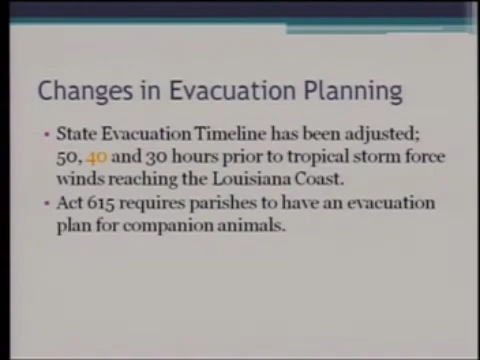 Changes in Evacuation Planning
• State Evacuation Timeline has been adjusted;
50, 40 and 30 hours prior to tropical storm force
winds reaching the Louisiana Coast.
• Act 615 requires parishes to have an evacuation
plan for companion animals.